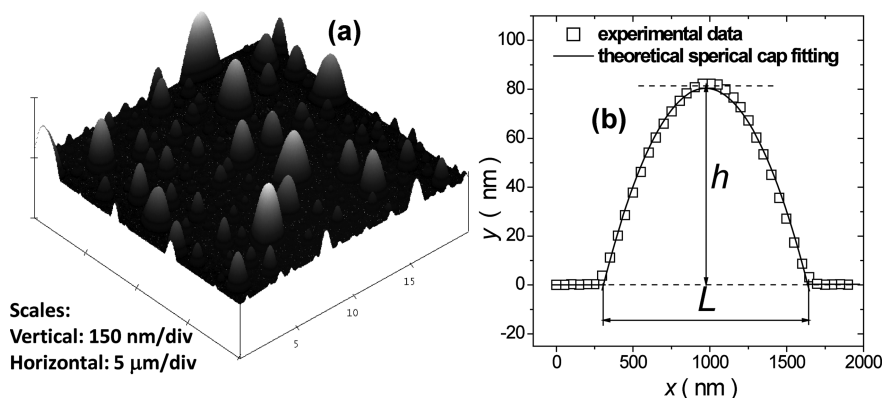 (a)
5
10
15
Scales:
Vertical: 150 nm/div
Horizontal: 5 μm/div
experimental data
theoretical sperical cap fitting
(b)
h
L
100
80
60
40
20
0
-20
y ( nm)
0
500
1000
1500
2000
x ( nm)